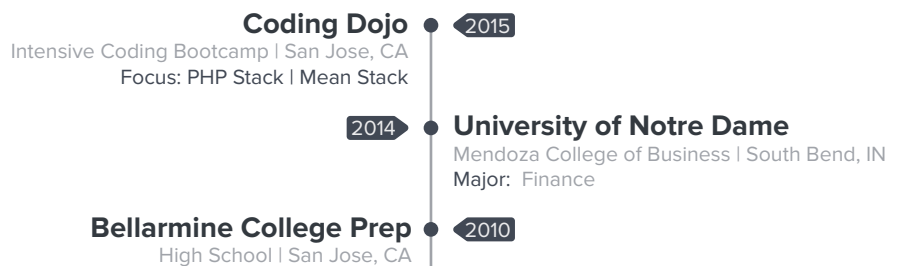 Coding Dojo 2015
Intensive Coding Bootcamp | San Jose, CA
Focus: PHP Stack | Mean Stack
2014 University of Notre Dame
Mendoza College of Business | South Bend, IN
Major: Finance
Bellarmine College Prep 2010
High School | San Jose, CA